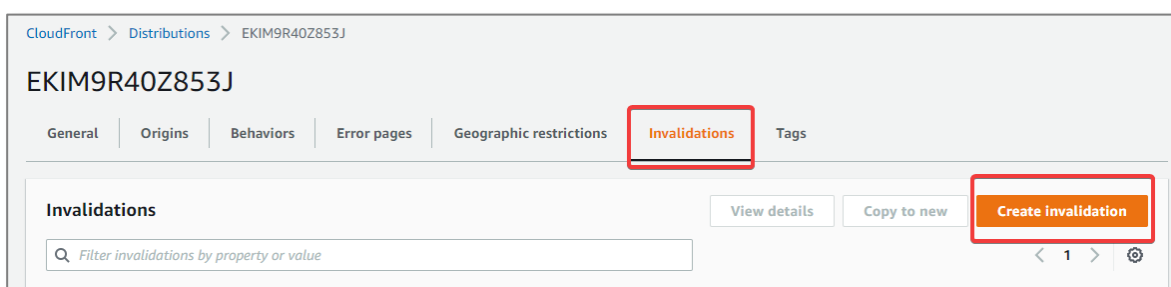 CloudFront > Distributions > EKIM9R40Z853J
EKIM9R40Z853J
General Origins Behaviors Error pages Geographic restrictions Invalidations Tags
Invalidations View details Copy to new Create invalidation
Filter invalidations by property or value < 1 >